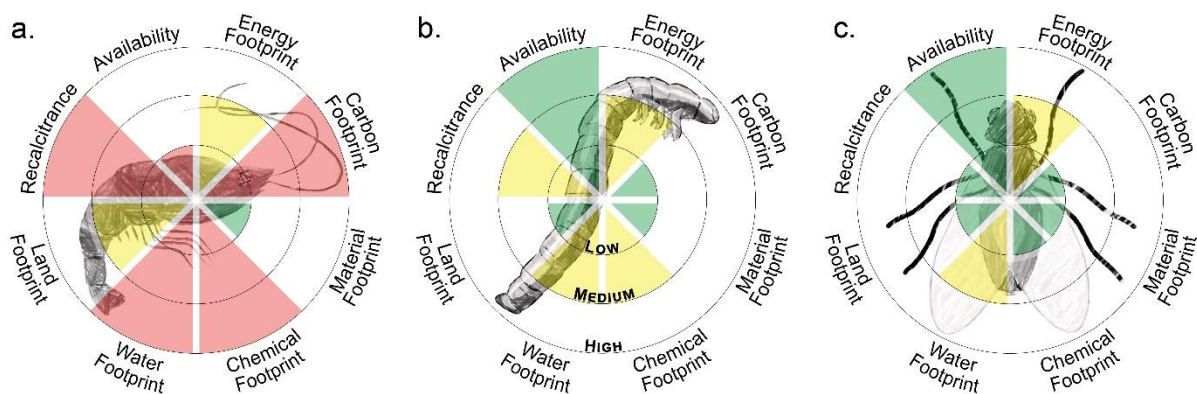 a.
Availability
Energy
Footprint
Carbon
Footprint
Material
Footprint
Chemical
Footprint
Water
Footprint
Land
Footprint
Recalcitrance
b.
Availability
Energy
Footprint
Carbon
Footprint
Material
Footprint
Chemical
Footprint
Water
Footprint
Land
Footprint
Recalcitrance
LOW
MEDIUM
HIGH
c.
Availability
Energy
Footprint
Carbon
Footprint
Material
Footprint
Chemical
Footprint
Water
Footprint
Land
Footprint
Recalcitrance